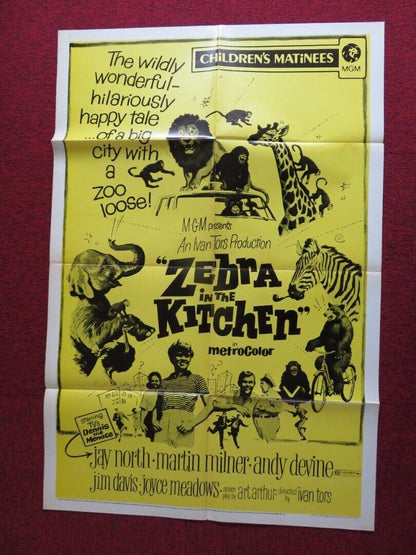 CHILDREN'S MATINEES
MGM
The wildly
wonderful–
hilariously
happy tale
...of a big
city with
a
zoo
loose!
M-G-M presents
An Ivan Tors Production
"ZEBRA
IN THE
KITCHEN"
in
metrocolor
starring
TV's
Dennis
the
Menace
jay north · martin milner · andy devine
jim davis · joyce meadows · screen play by art arthur · directed by ivan tors